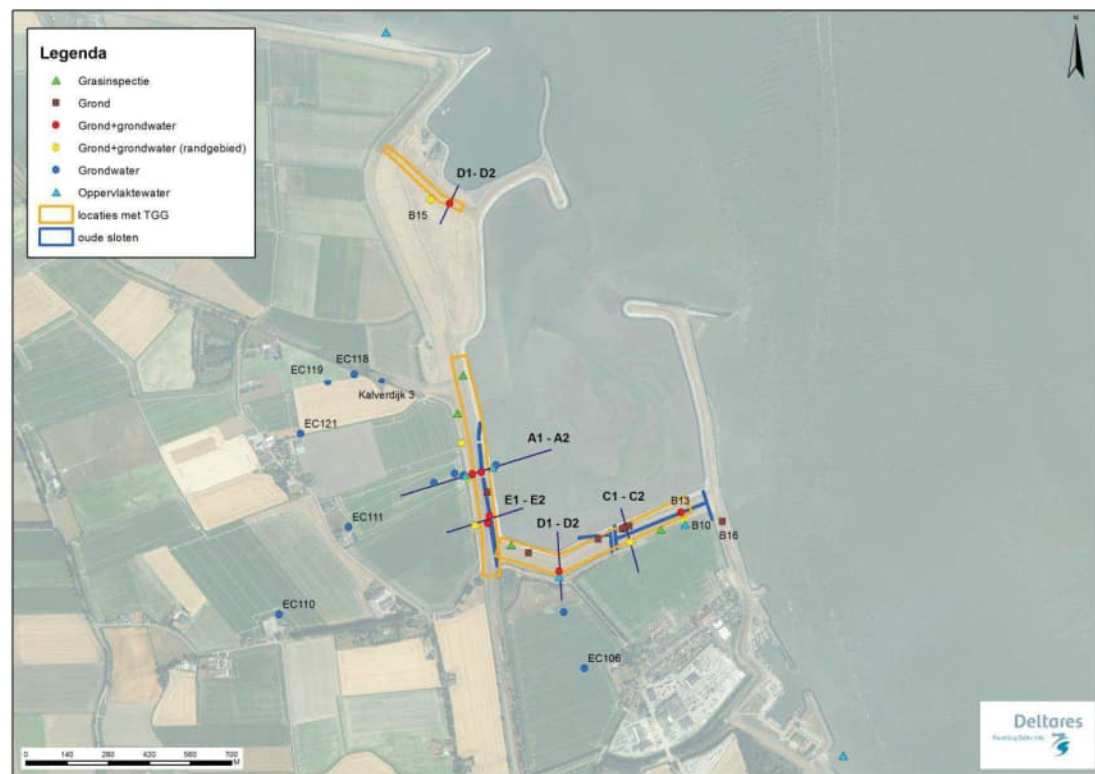 N
Legenda
Grasinspectie
Grond
Grond+grondwater
Grond+grondwater (randgebied)
Grondwater
Oppervlaktewater
locaties met TGG
oude sloten
D1- D2
B15
EC118
EC119
Kalverdijk 3
EC121
A1 - A2
E1 - E2
C1 - C2
B13
D1 - D2
B10
B16
EC111
EC110
EC106
0 140 280 420 560 700
M
Deltares